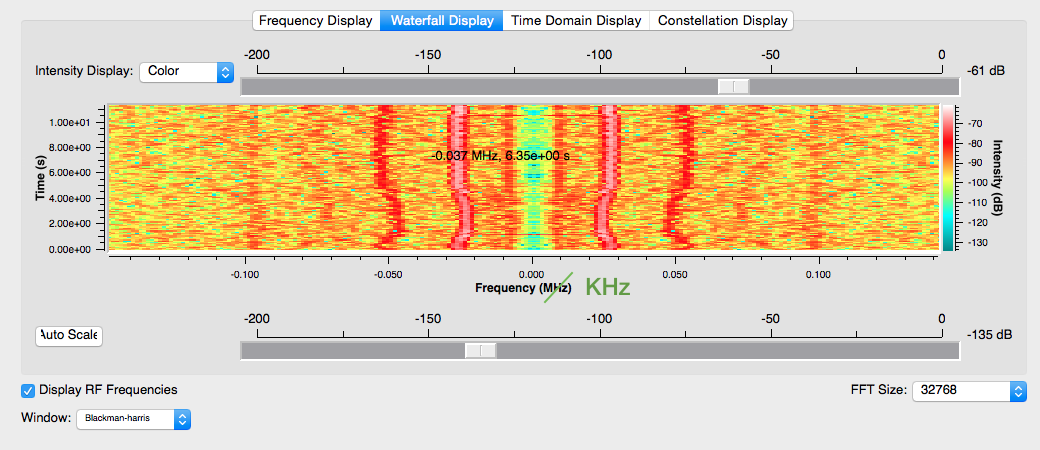 Frequency Display Waterfall Display Time Domain Display Constellation Display
-200 -150 -100 -50 0
Intensity Display: Color -61 dB
1.00e+01
8.00e+00
6.00e+00
4.00e+00
2.00e+00
0.00e+00
Time (s)
-0.037 MHz, 6.35e+00 s
-70
-80
-90
-100
-110
-120
-130
Intensity (dB)
-0.100 -0.050 0.000 0.050 0.100
Frequency (MHz) KHz
-200 -150 -100 -50 0
Auto Scale -135 dB
Display RF Frequencies FFT Size: 32768
Window: Blackman-harris